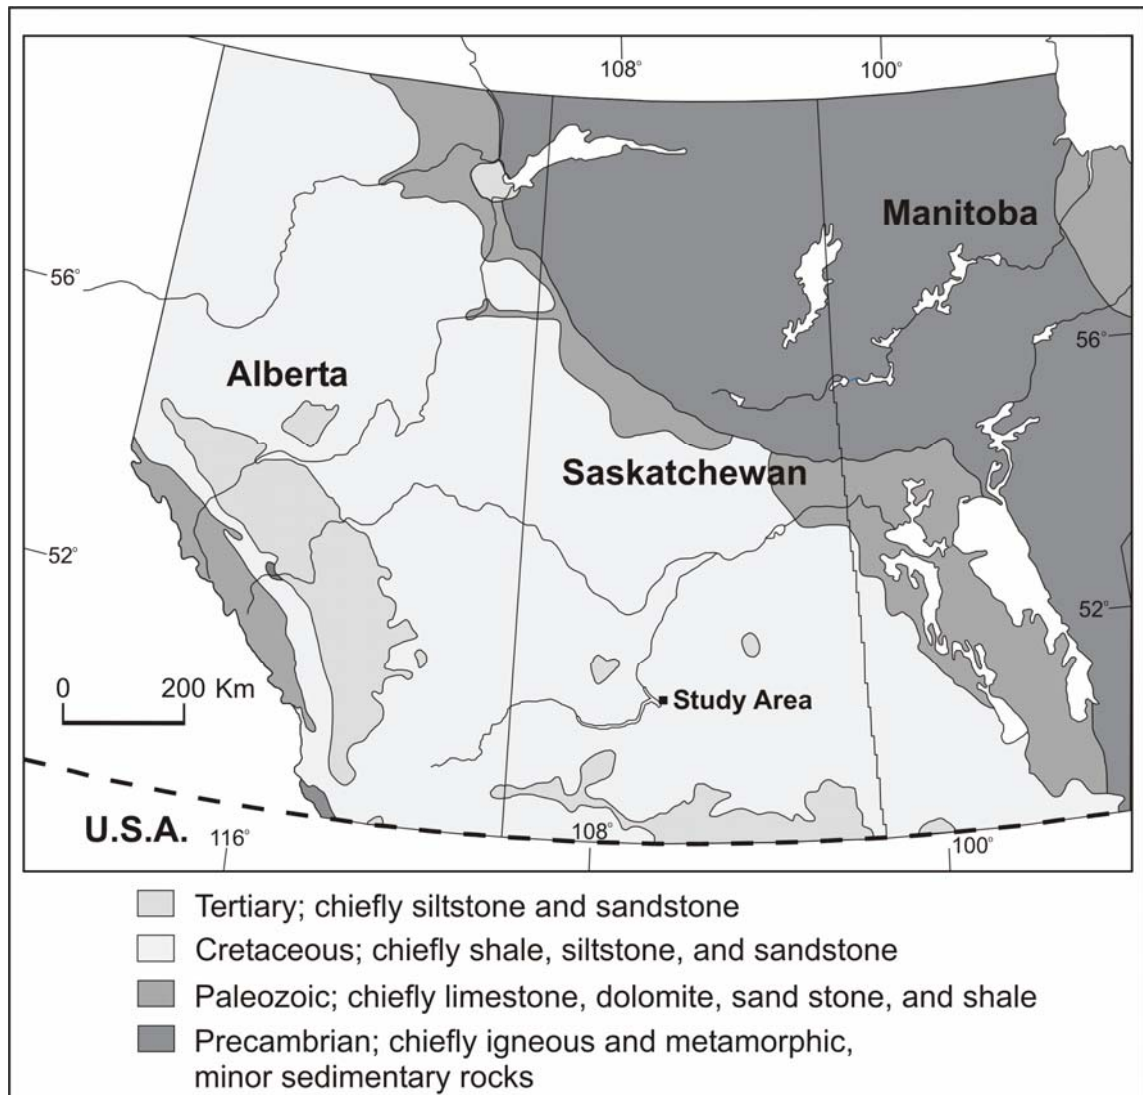 108°
100°
Manitoba
56°
56°
Alberta
Saskatchewan
52°
52°
0 200 Km
Study Area
U.S.A.
116°
108°
100°
Tertiary; chiefly siltstone and sandstone
Cretaceous; chiefly shale, siltstone, and sandstone
Paleozoic; chiefly limestone, dolomite, sand stone, and shale
Precambrian; chiefly igneous and metamorphic,
minor sedimentary rocks